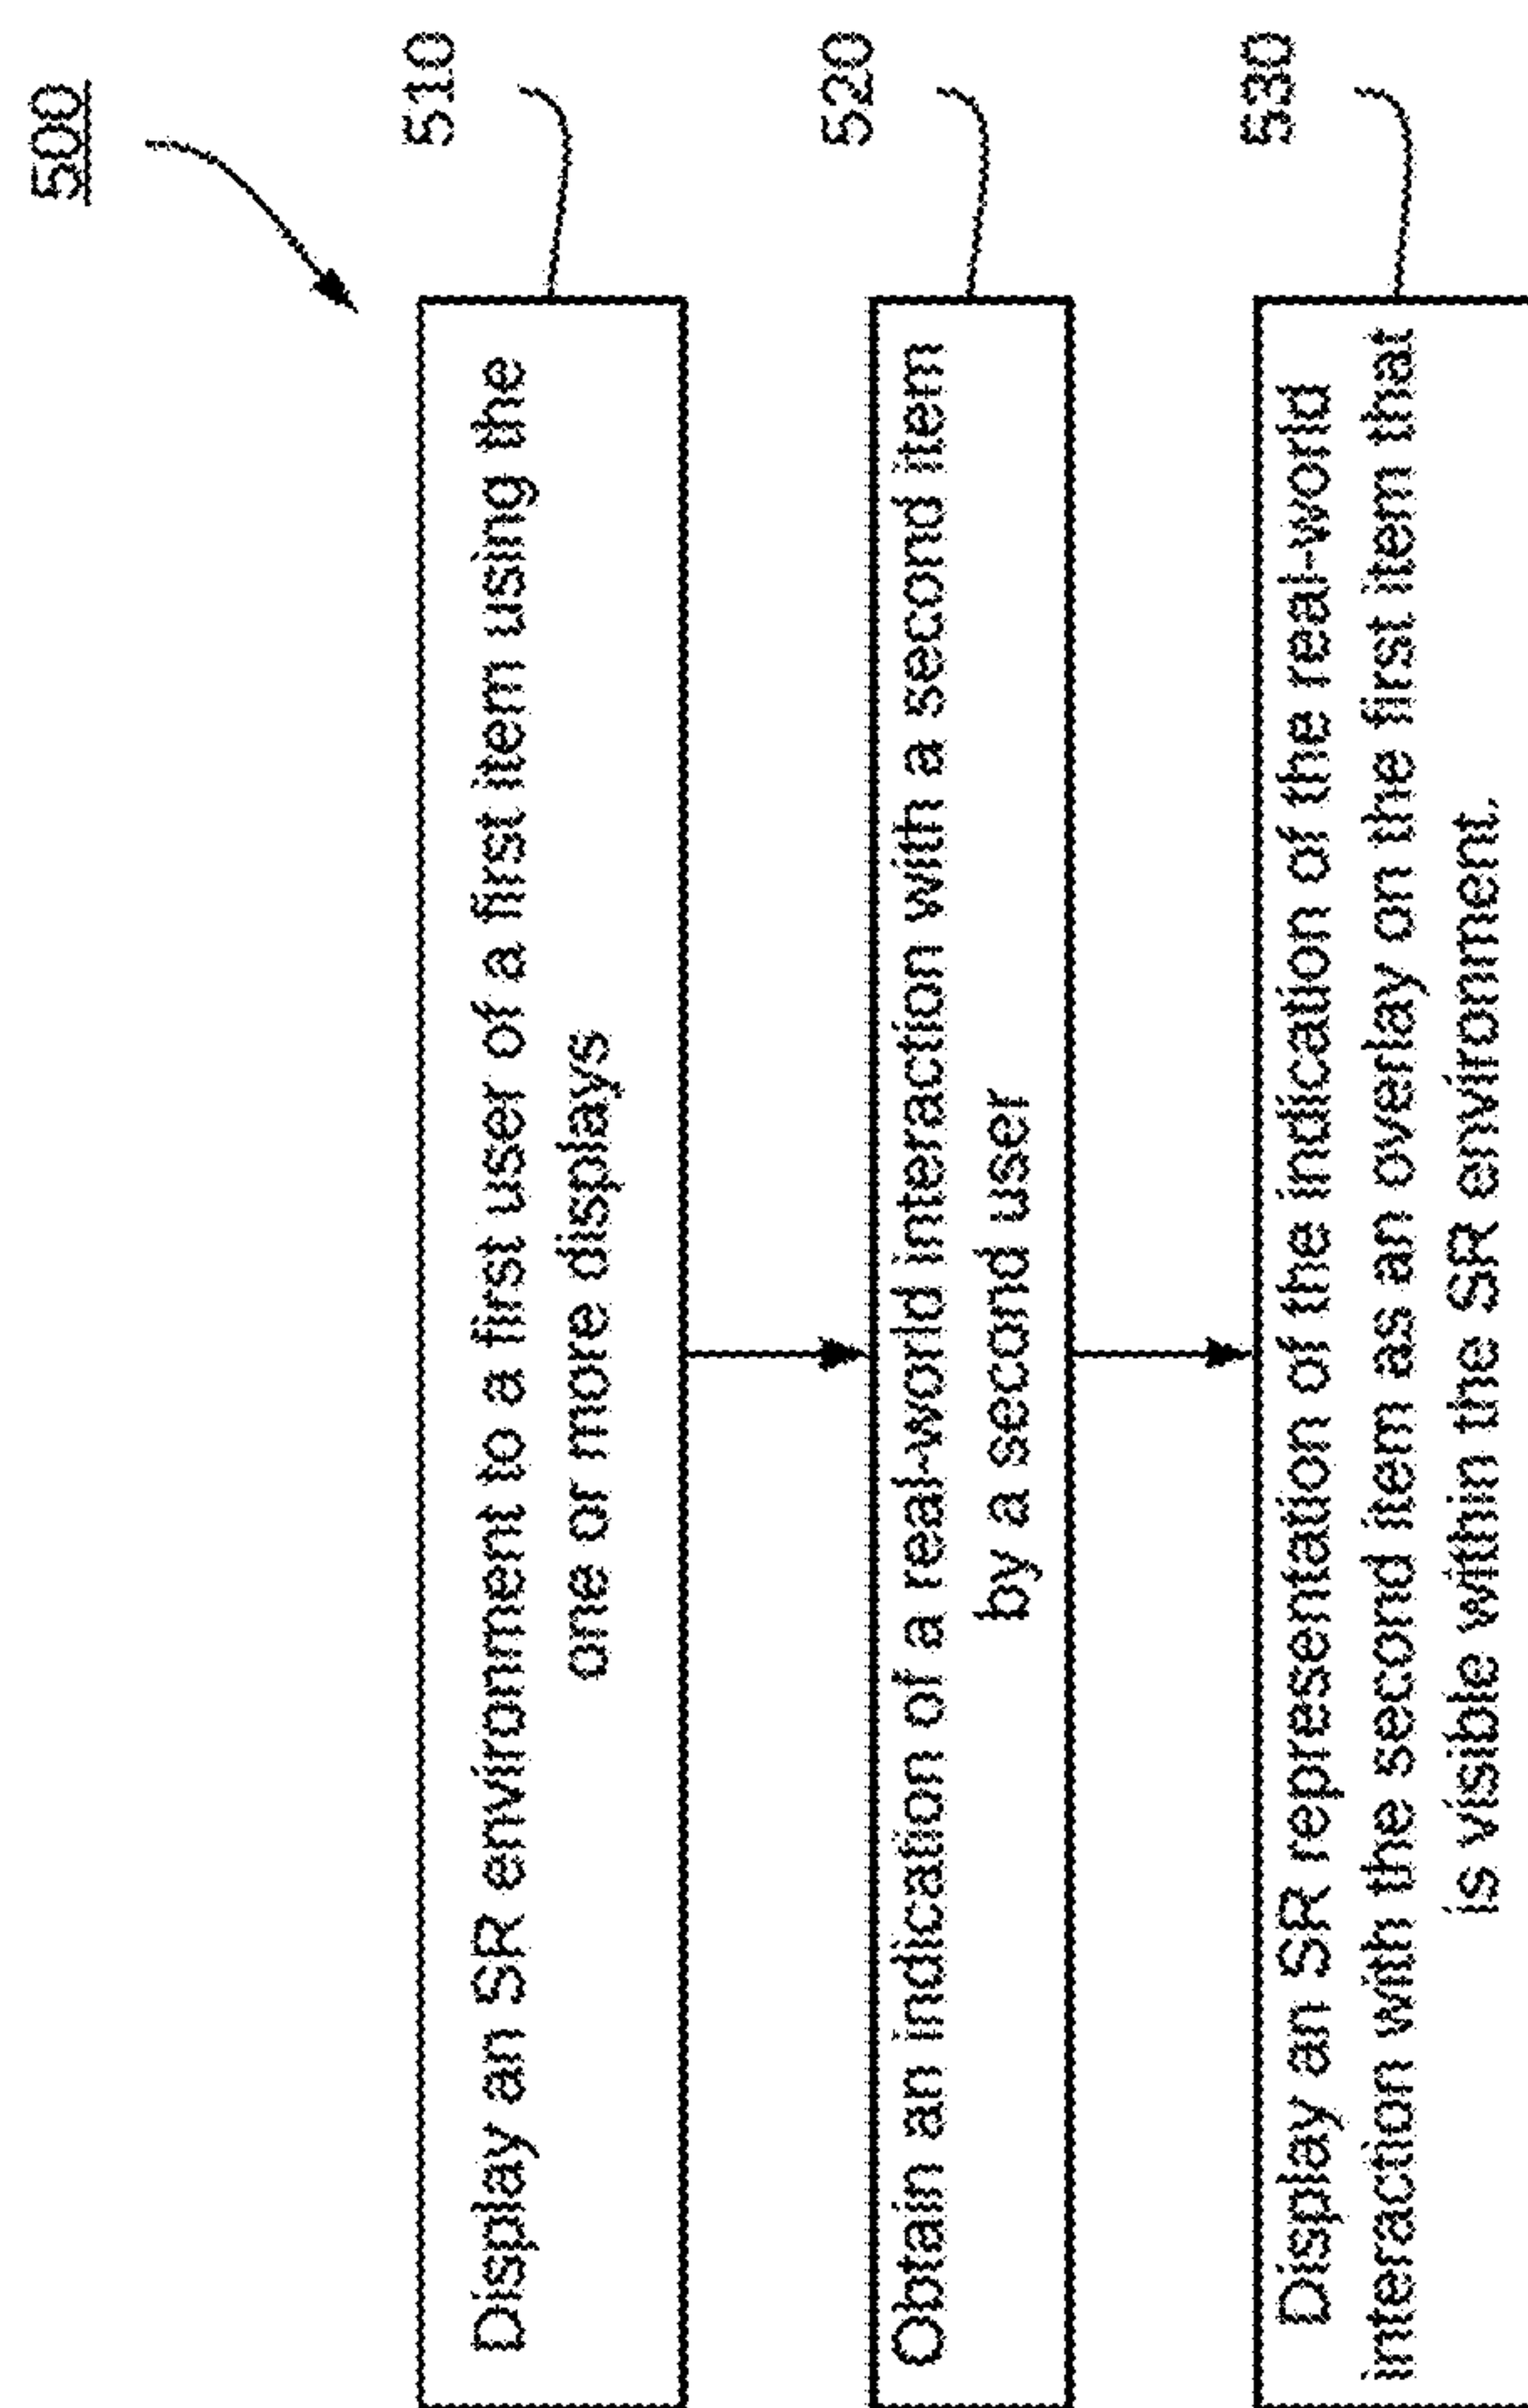 500
510
Display an SR environment to a first user of a first item using the
one or more displays
520
Obtain an indication of a real-world interaction with a second item
by a second user
530
Display an SR representation of the indication of the real-world
interaction with the second item as an overlay on the first item that
is visible within the SR environment.